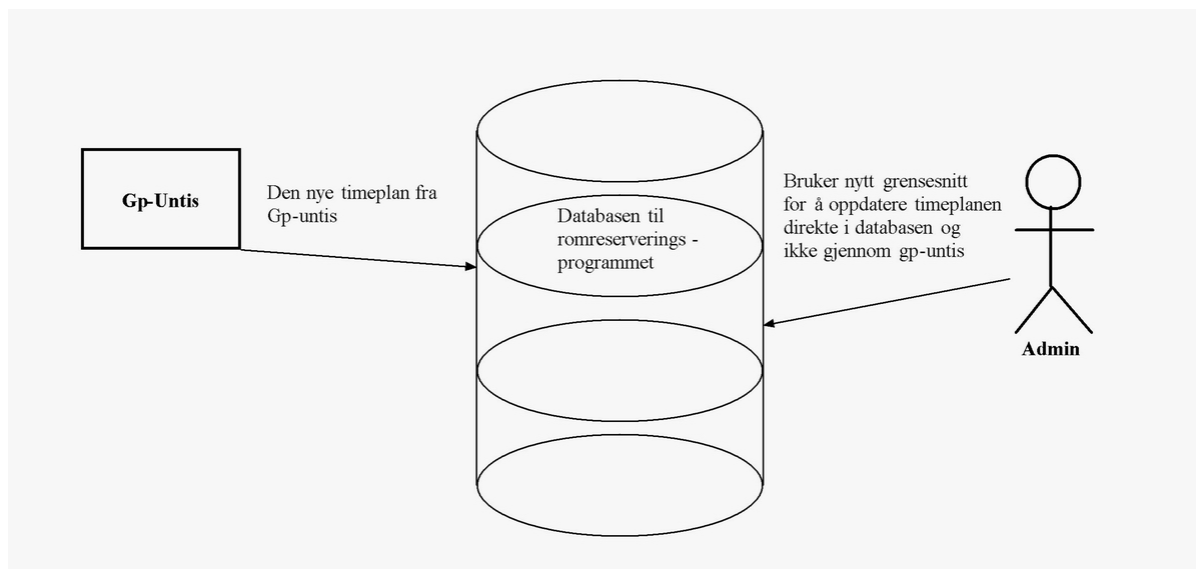 Gp-Untis
Den nye timeplan fra
Gp-untis
Databasen til
romreserverings -
programmet
Bruker nytt grensesnitt
for å oppdatere timeplanen
direkte i databasen og
ikke gjennom gp-untis
Admin